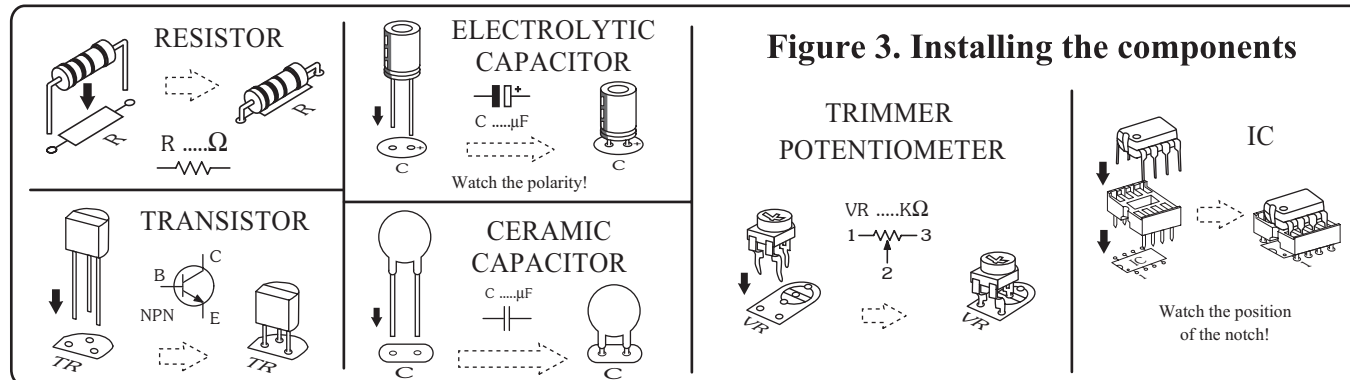 Figure 3. Installing the components
RESISTOR
R
R
R .....Ω
ELECTROLYTIC
CAPACITOR
+
C .....µF
+
C
+
C
Watch the polarity!
TRANSISTOR
B
C
E
NPN
TR
TR
CERAMIC
CAPACITOR
C .....µF
C
C
TRIMMER
POTENTIOMETER
VR .....KΩ
1
3
2
VR
VR
IC
IC
Watch the position
of the notch!